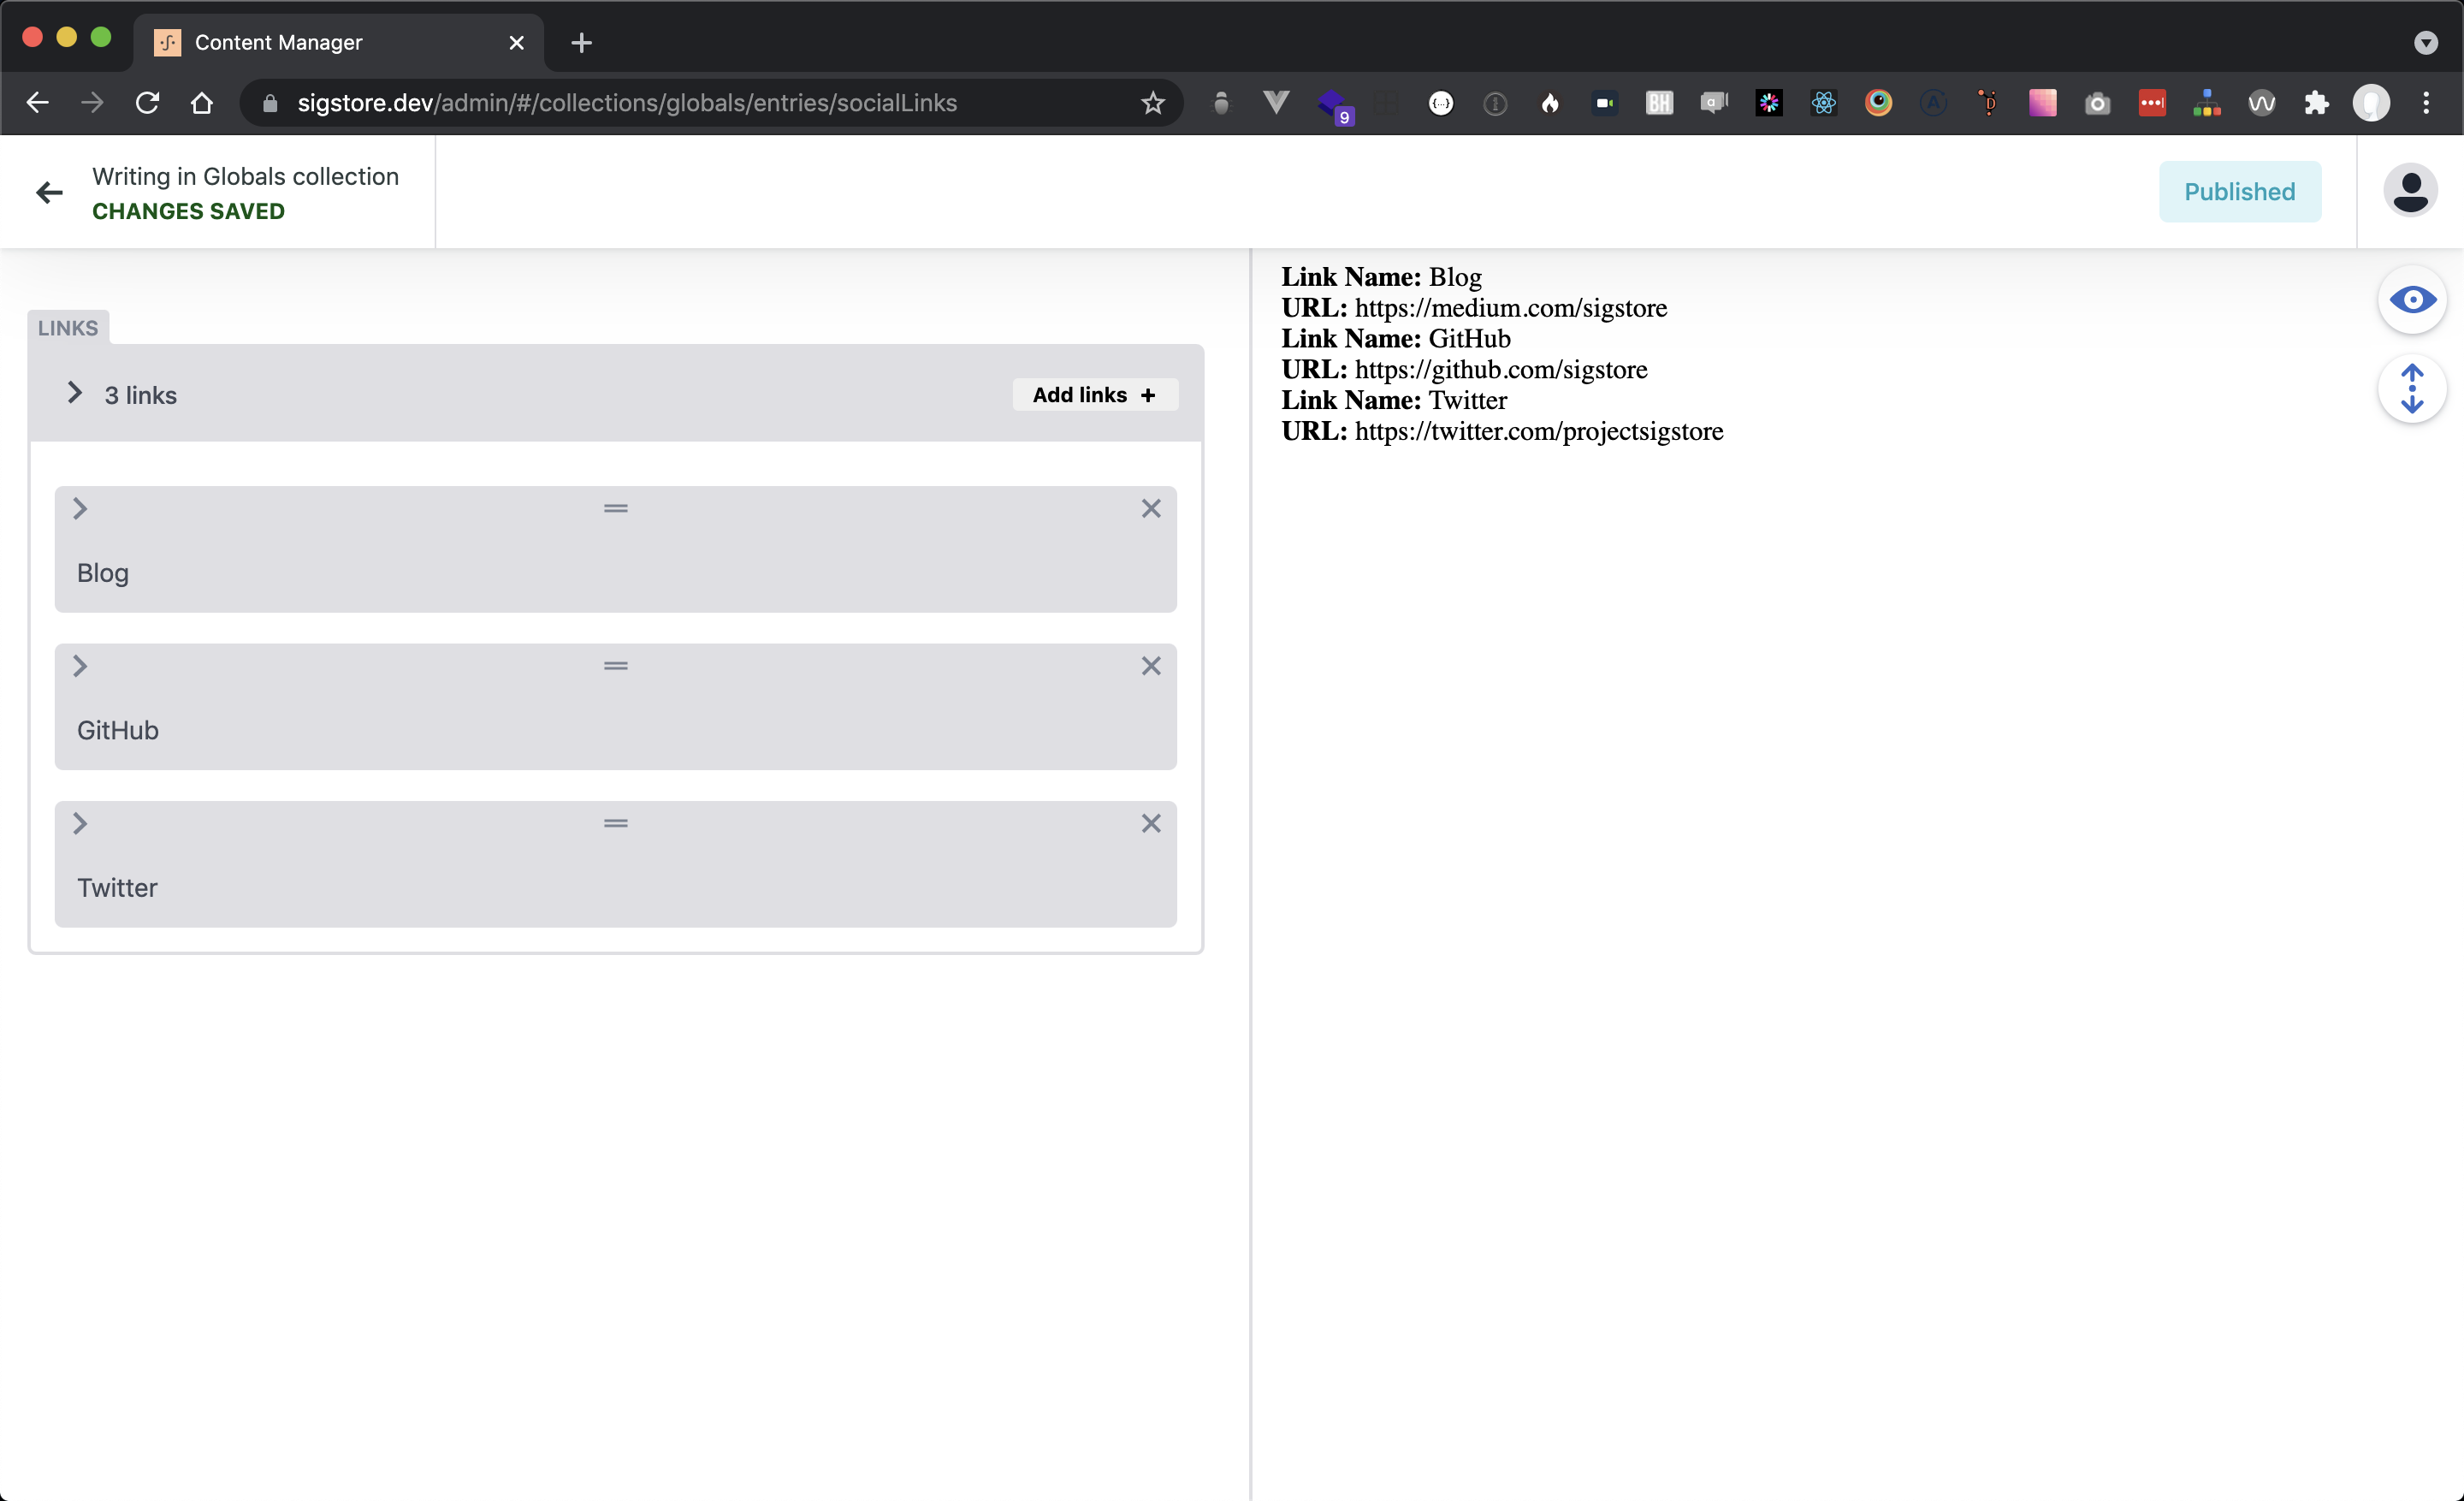 Content Manager
sigstore.dev/admin/#/collections/globals/entries/socialLinks
9
BH
Writing in Globals collection
CHANGES SAVED
Published
LINKS
3 links
Add links +
Blog
GitHub
Twitter
Link Name: Blog
URL: https://medium.com/sigstore
Link Name: GitHub
URL: https://github.com/sigstore
Link Name: Twitter
URL: https://twitter.com/projectsigstore